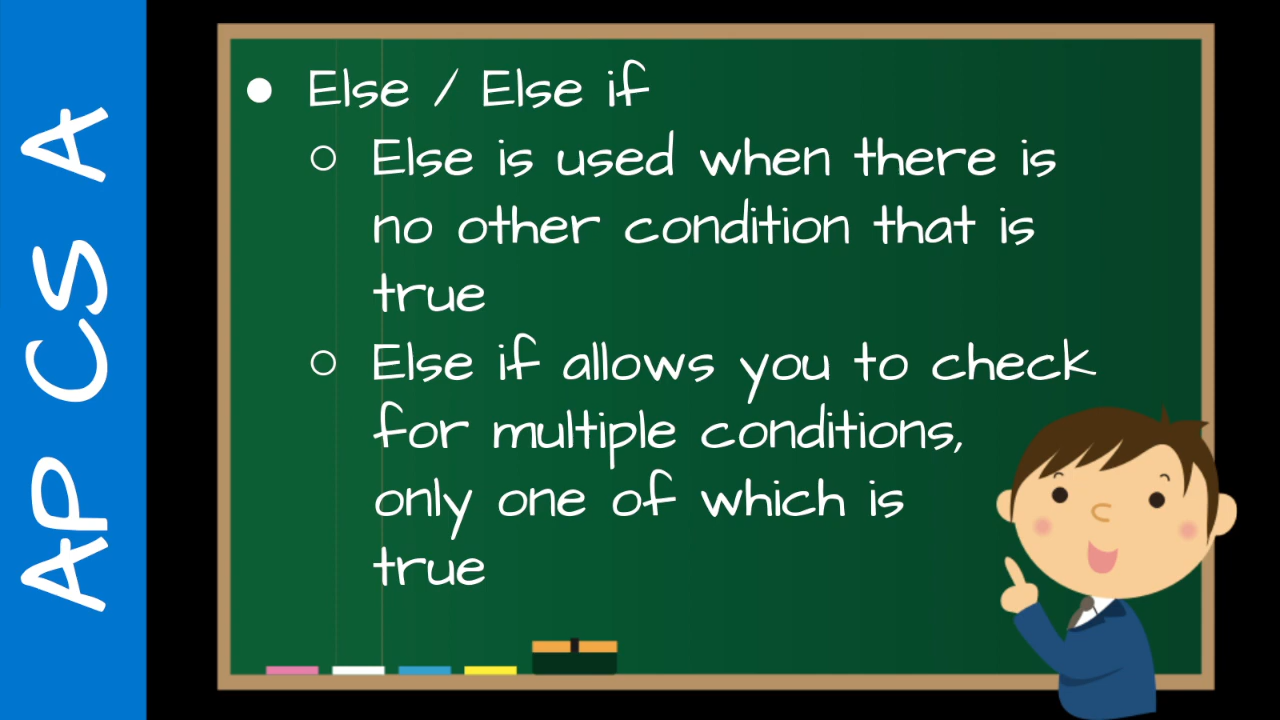 AP CS A
● Else / Else if
○ Else is used when there is
no other condition that is
true
○ Else if allows you to check
for multiple conditions,
only one of which is
true